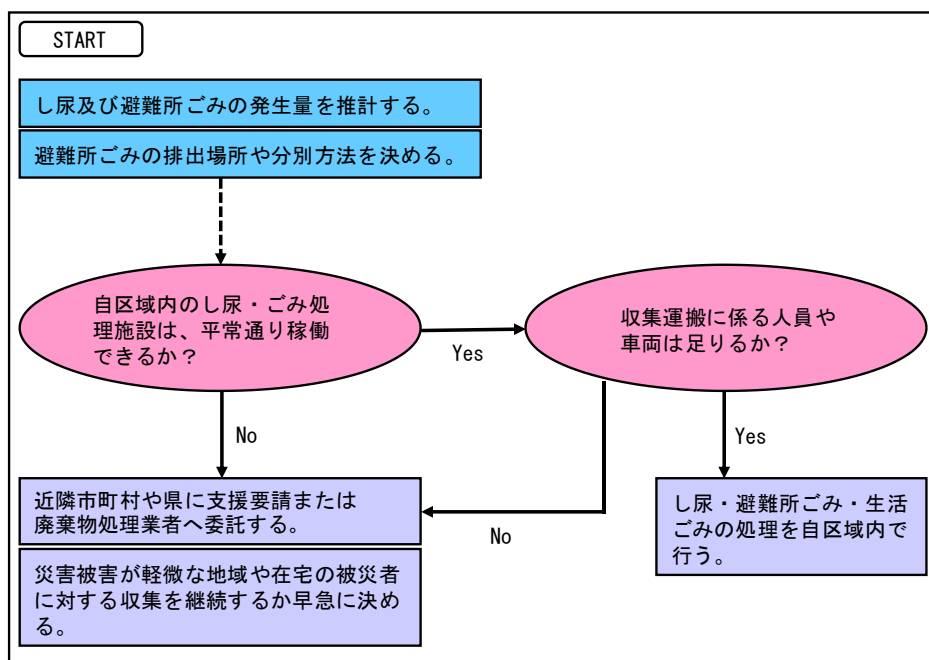 START
し尿及び避難所ごみの発生量を推計する。
避難所ごみの排出場所や分別方法を決める。
自区域内のし尿・ごみ処
理施設は、平常通り稼働
できるか？
Yes
収集運搬に係る人員や
車両は足りるか？
No
Yes
近隣市町村や県に支援要請または
廃棄物処理業者へ委託する。
No
し尿・避難所ごみ・生活
ごみの処理を自区域内で
行う。
災害被害が軽微な地域や在宅の被災者
に対する収集を継続するか早急に決め
る。